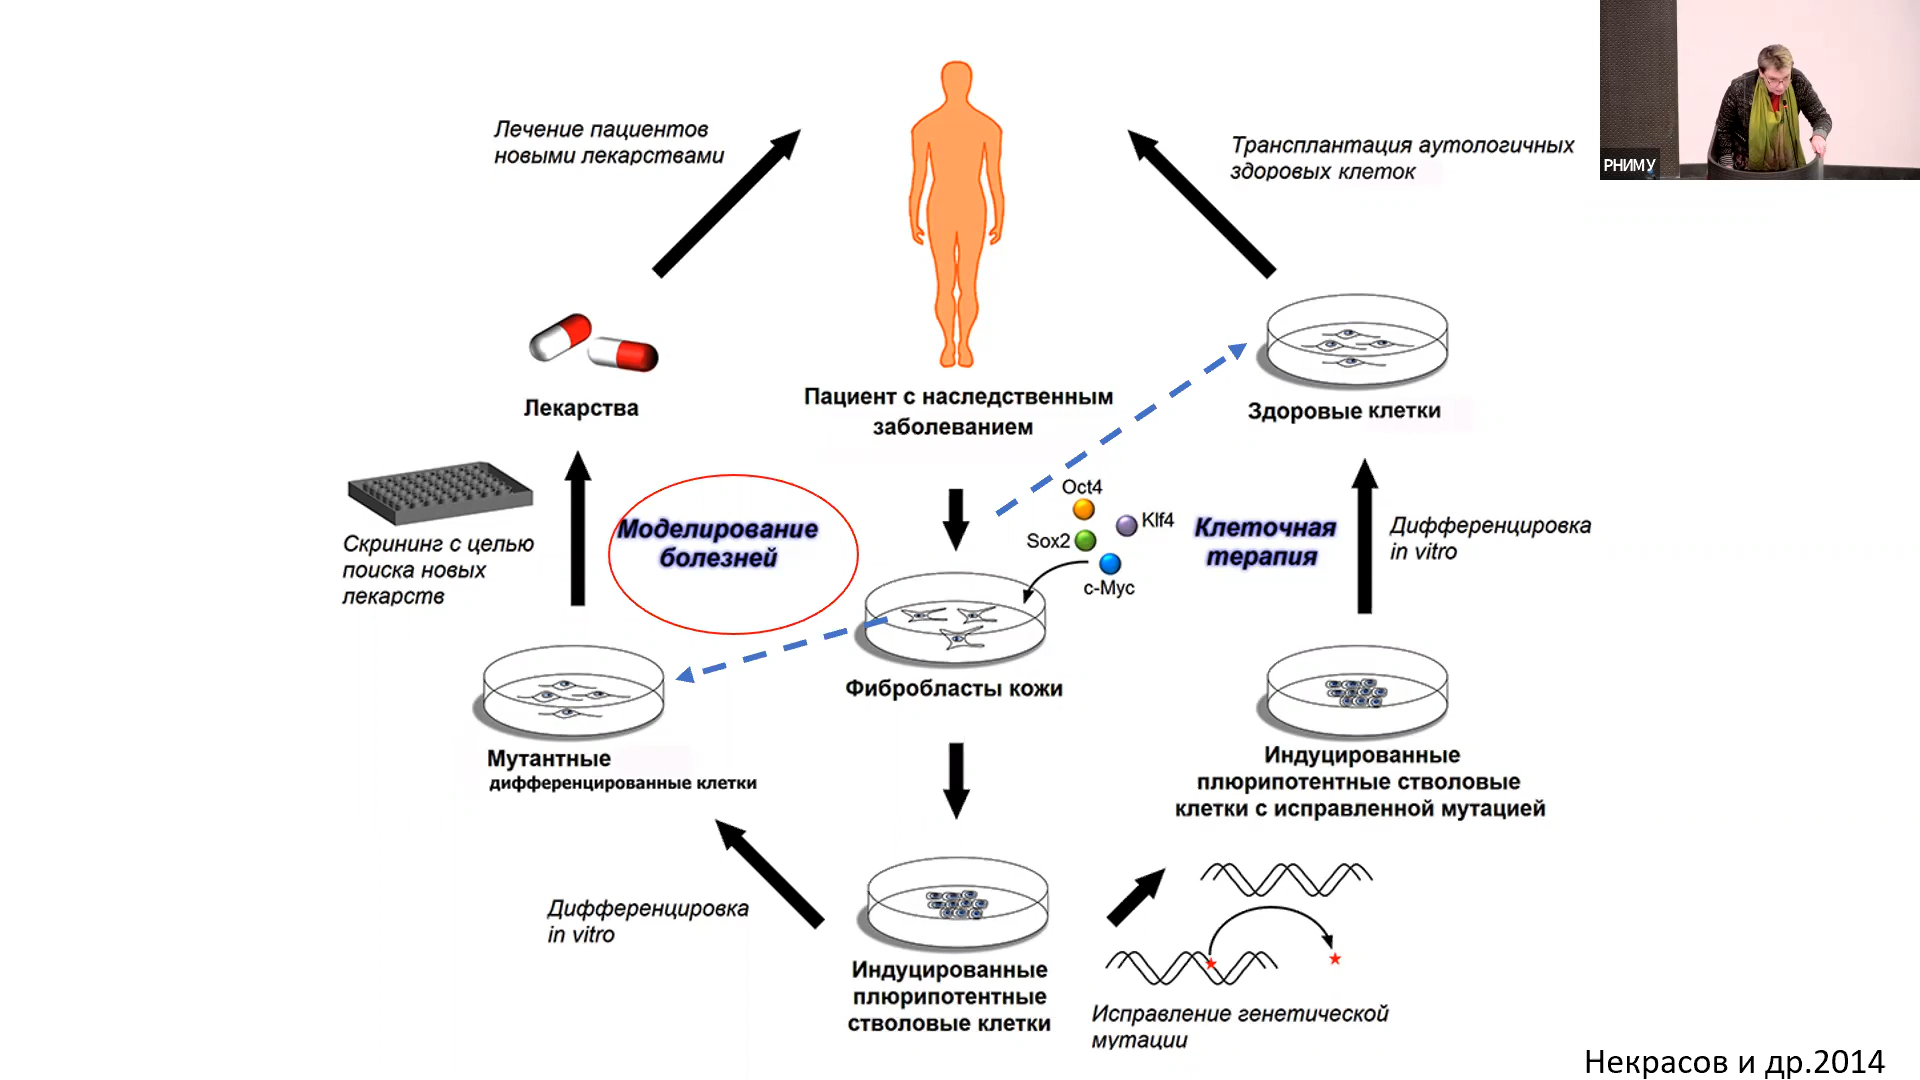 Лечение пациентов
новыми лекарствами
Трансплантация аутологичных
здоровых клеток
РНИМУ
Лекарства
Пациент с наследственным
заболеванием
Здоровые клетки
Скрининг с целью
поиска новых
лекарств
Моделирование
болезней
Oct4
Klf4
Sox2
c-Myc
Клеточная
терапия
Дифференцировка
in vitro
Фибробласты кожи
Мутантные
дифференцированные клетки
Индуцированные
плюрипотентные стволовые
клетки с исправленной мутацией
Дифференцировка
in vitro
Индуцированные
плюрипотентные
стволовые клетки
Исправление генетической
мутации
Некрасов и др.2014